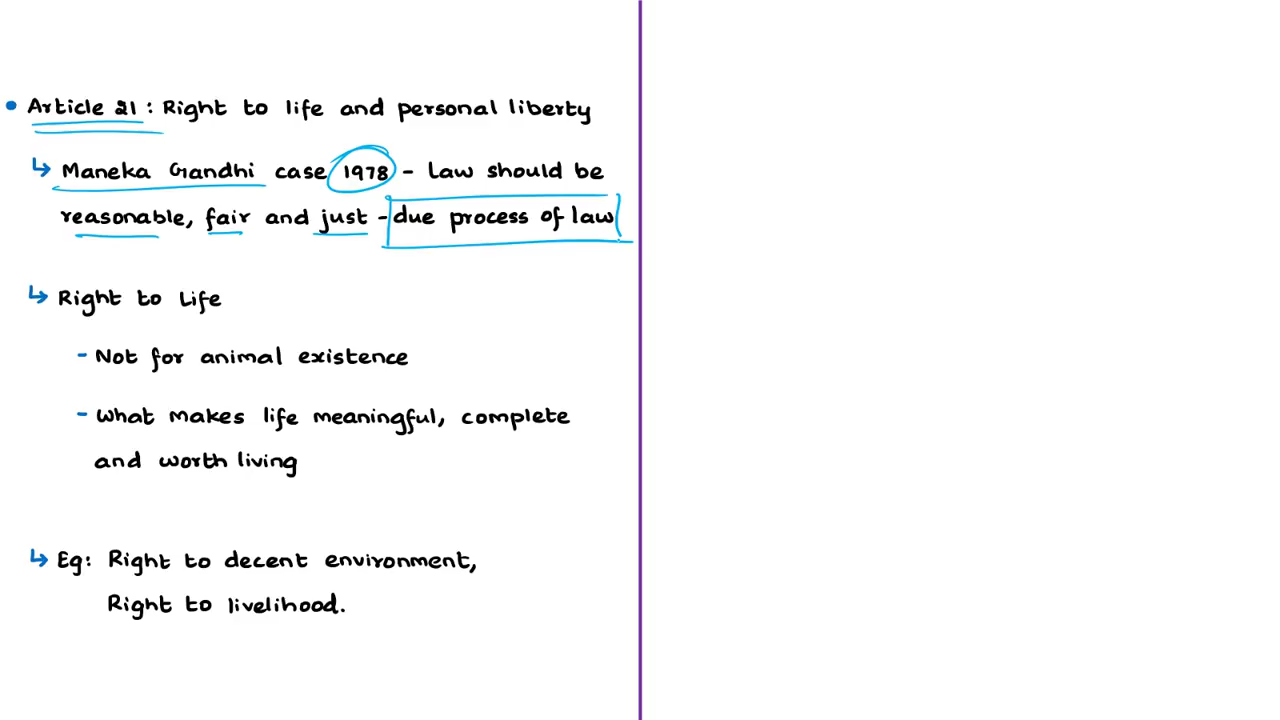 • Article 21 : Right to life and personal liberty
↳ Maneka Gandhi case 1978 - Law should be
reasonable, fair and just - due process of law
↳ Right to Life
- Not for animal existence
- What makes life meaningful, complete
and worth living
↳ Eg: Right to decent environment,
Right to livelihood.